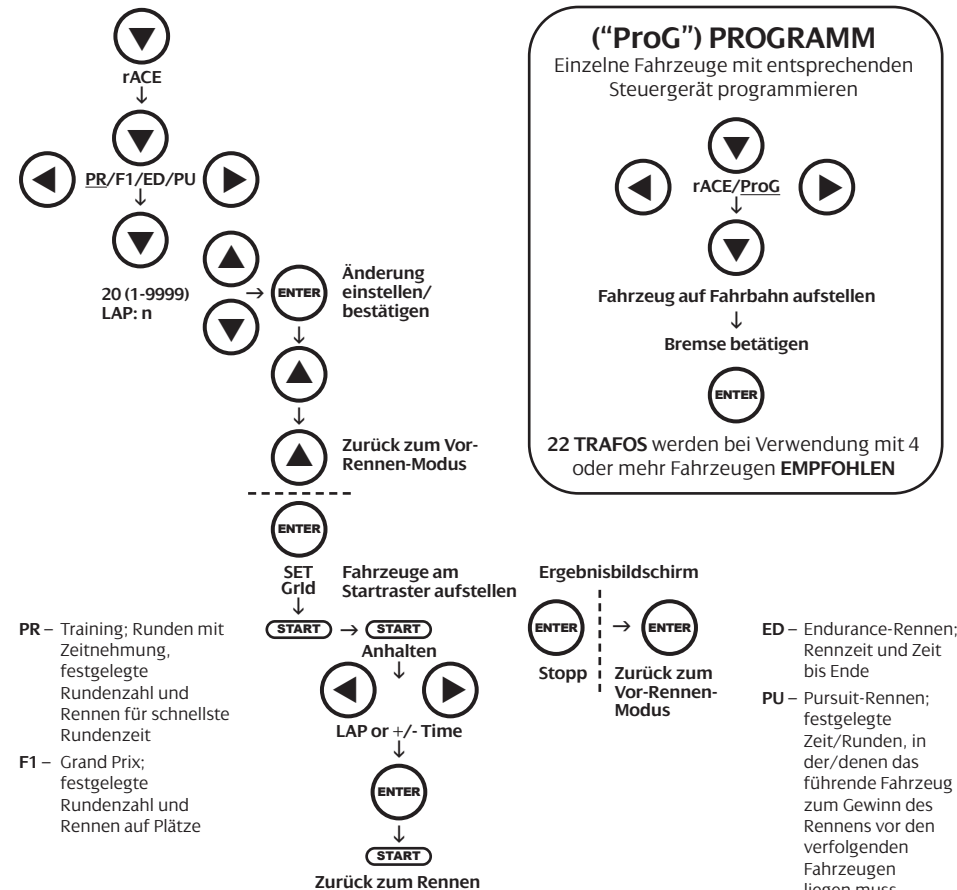 rACE
PR/F1/ED/PU
20 (1-9999)
LAP: n
ENTER
Änderung
einstellen/
bestätigen
Zurück zum Vor-
Rennen-Modus
ENTER
SET
GrId
Fahrzeuge am
Startraster aufstellen
START
START
Anhalten
LAP or +/- Time
ENTER
START
Zurück zum Rennen
("ProG") PROGRAMM
Einzelne Fahrzeuge mit entsprechenden
Steuergerät programmieren
rACE/ProG
Fahrzeug auf Fahrbahn aufstellen
Bremse betätigen
ENTER
22 TRAFOS werden bei Verwendung mit 4
oder mehr Fahrzeugen EMPFOHLEN
Ergebnisbildschirm
ENTER
Stopp
ENTER
Zurück zum
Vor-Rennen-
Modus
PR – Training; Runden mit
Zeitnehmung,
festgelegte
Rundenzahl und
Rennen für schnellste
Rundenzeit
F1 – Grand Prix;
festgelegte
Rundenzahl und
Rennen auf Plätze
ED – Endurance-Rennen;
Rennzeit und Zeit
bis Ende
PU – Pursuit-Rennen;
festgelegte
Zeit/Runden, in
der/denen das
führende Fahrzeug
zum Gewinn des
Rennens vor den
verfolgenden
Fahrzeugen
liegen muss